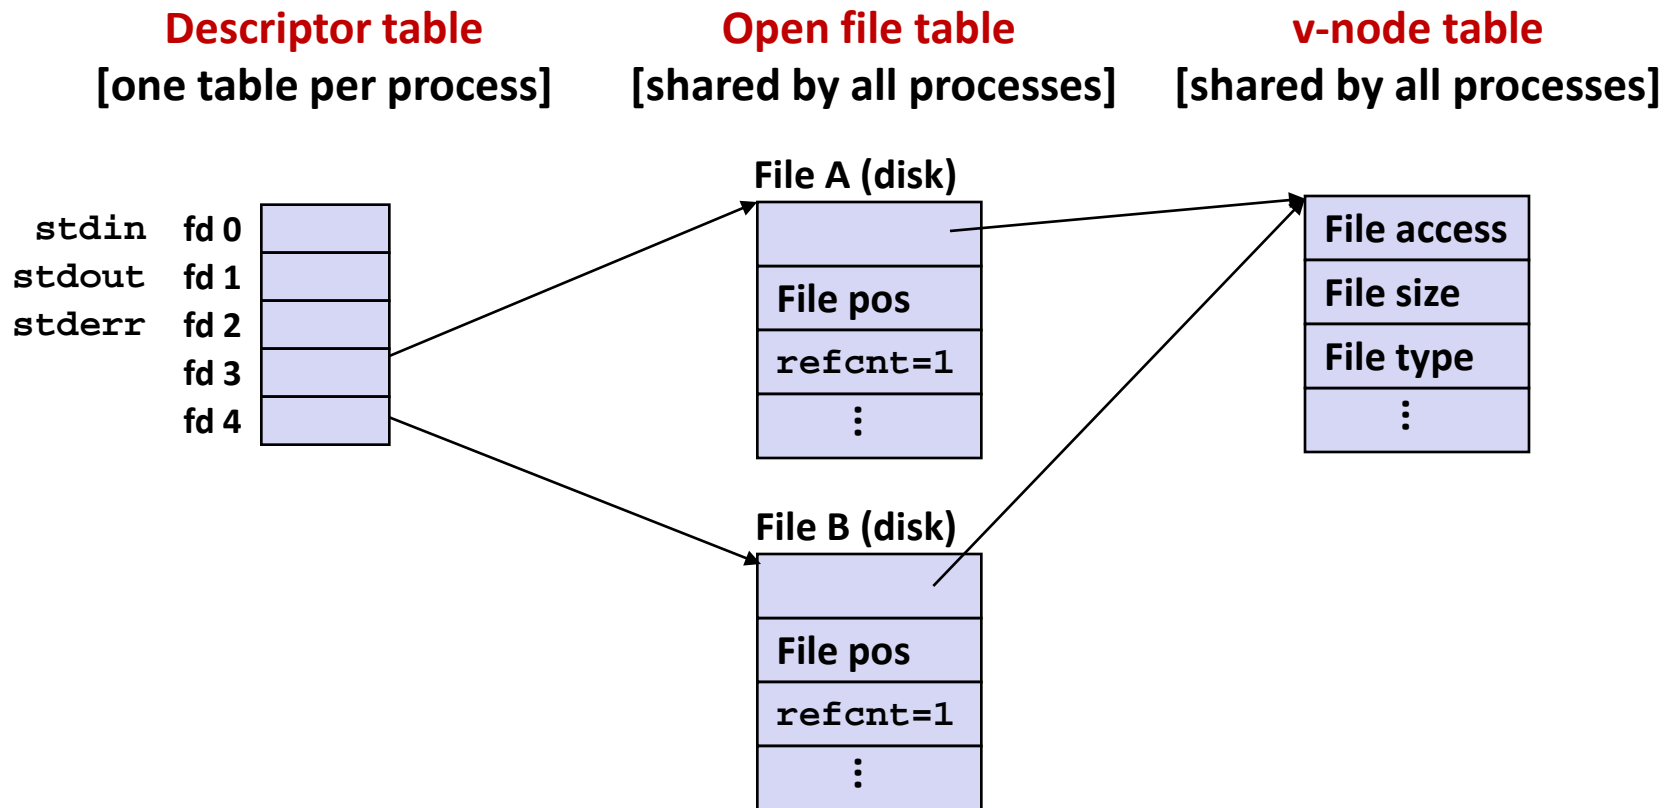 Descriptor table
[one table per process]
Open file table
[shared by all processes]
v-node table
[shared by all processes]
stdin fd 0
stdout fd 1
stderr fd 2
fd 3
fd 4
File A (disk)
File pos
refcnt=1
⋮
File B (disk)
File pos
refcnt=1
⋮
File access
File size
File type
⋮